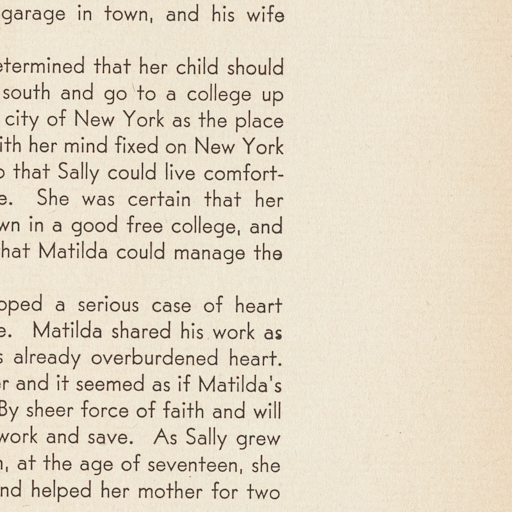 garage in town, and his wife
etermined that her child should
south and go to a college up
city of New York as the place
ith her mind fixed on New York
o that Sally could live comfort-
e. She was certain that her
wn in a good free college, and
hat Matilda could manage the
oped a serious case of heart
e. Matilda shared his work as
s already overburdened heart.
r and it seemed as if Matilda's
By sheer force of faith and will
work and save. As Sally grew
n, at the age of seventeen, she
nd helped her mother for two